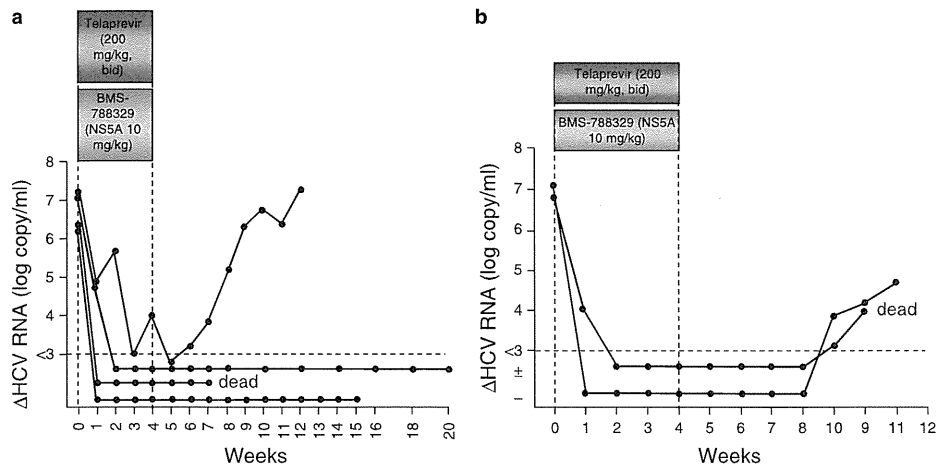 a
Telaprevir
(200
mg/kg,
bid)
BMS-
788329
(NS5A 10
mg/kg)
ΔHCV RNA (log copy/ml)
8
7
6
5
4
<3
dead
0 1 2 3 4 5 6 7 8 9 10 11 12 13 14 15 16 18 20
Weeks
b
Telaprevir (200
mg/kg, bid)
BMS-788329 (NS5A
10 mg/kg)
ΔHCV RNA (log copy/ml)
8
7
6
5
4
<3
±
–
dead
0 1 2 3 4 5 6 7 8 9 10 9 11 12
Weeks